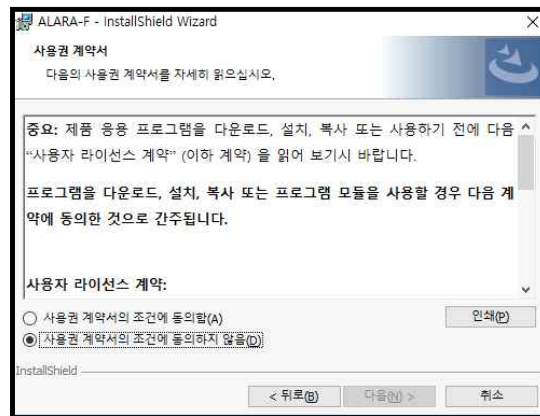 ALARA-F - InstallShield Wizard
사용권 계약서
다음의 사용권 계약서를 자세히 읽으십시오.
중요: 제품 응용 프로그램을 다운로드, 설치, 복사 또는 사용하기 전에 다음
“사용자 라이선스 계약” (이하 계약) 을 읽어 보기시 바랍니다.
프로그램을 다운로드, 설치, 복사 또는 프로그램 모듈을 사용할 경우 다음 계
약에 동의한 것으로 간주됩니다.
사용자 라이선스 계약:
사용권 계약서의 조건에 동의함(A)
인쇄(P)
사용권 계약서의 조건에 동의하지 않음(D)
InstallShield
< 뒤로(B) 다음(N) > 취소